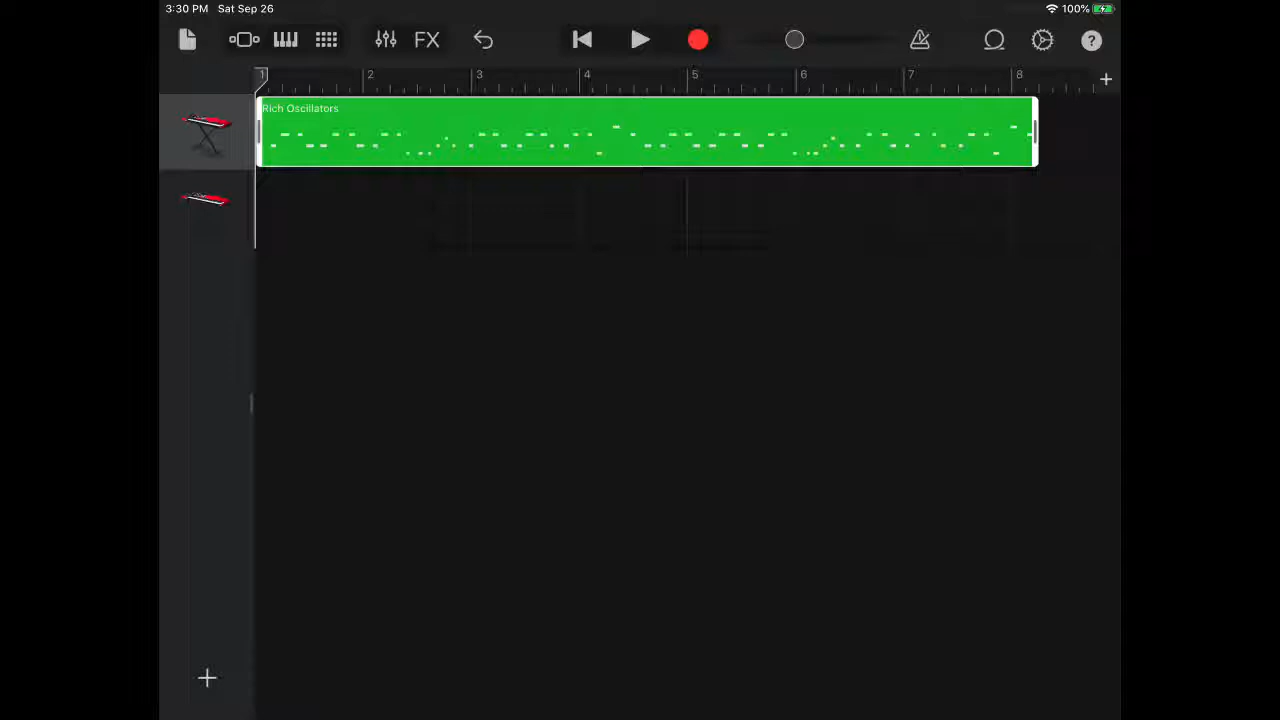 3:30 PM Sat Sep 26
100%
FX
?
1 2 3 4 5 6 7 8 +
Rich Oscillators
+